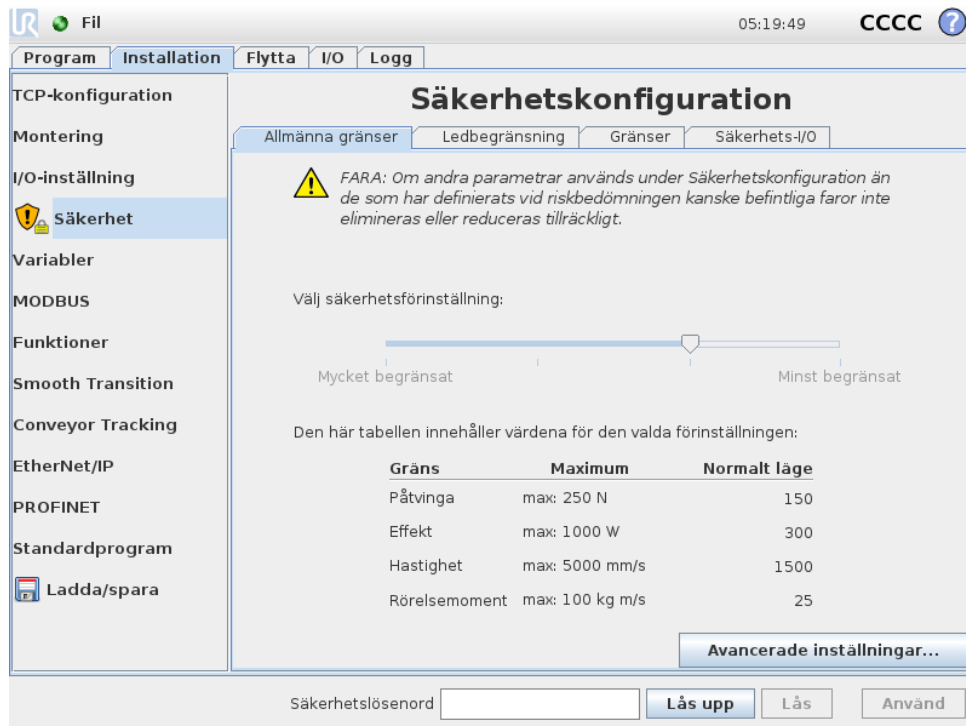 UR Fil 05:19:49 CCCC ?
Program Installation Flytta I/O Logg
TCP-konfiguration
Montering
I/O-inställning
Säkerhet
Variabler
MODBUS
Funktioner
Smooth Transition
Conveyor Tracking
EtherNet/IP
PROFINET
Standardprogram
Ladda/spara
Säkerhetskonfiguration
Allmänna gränser Ledbegränsning Gränser Säkerhets-I/O
FARA: Om andra parametrar används under Säkerhetskonfiguration än
de som har definierats vid riskbedömningen kanske befintliga faror inte
elimineras eller reduceras tillräckligt.
Välj säkerhetsförinställning:
Mycket begränsat Minst begränsat
Den här tabellen innehåller värdena för den valda förinställningen:
Gräns Maximum Normalt läge
Påtvinga max: 250 N 150
Effekt max: 1000 W 300
Hastighet max: 5000 mm/s 1500
Rörelsemoment max: 100 kg m/s 25
Avancerade inställningar...
Säkerhetslösenord Lås upp Lås Använd